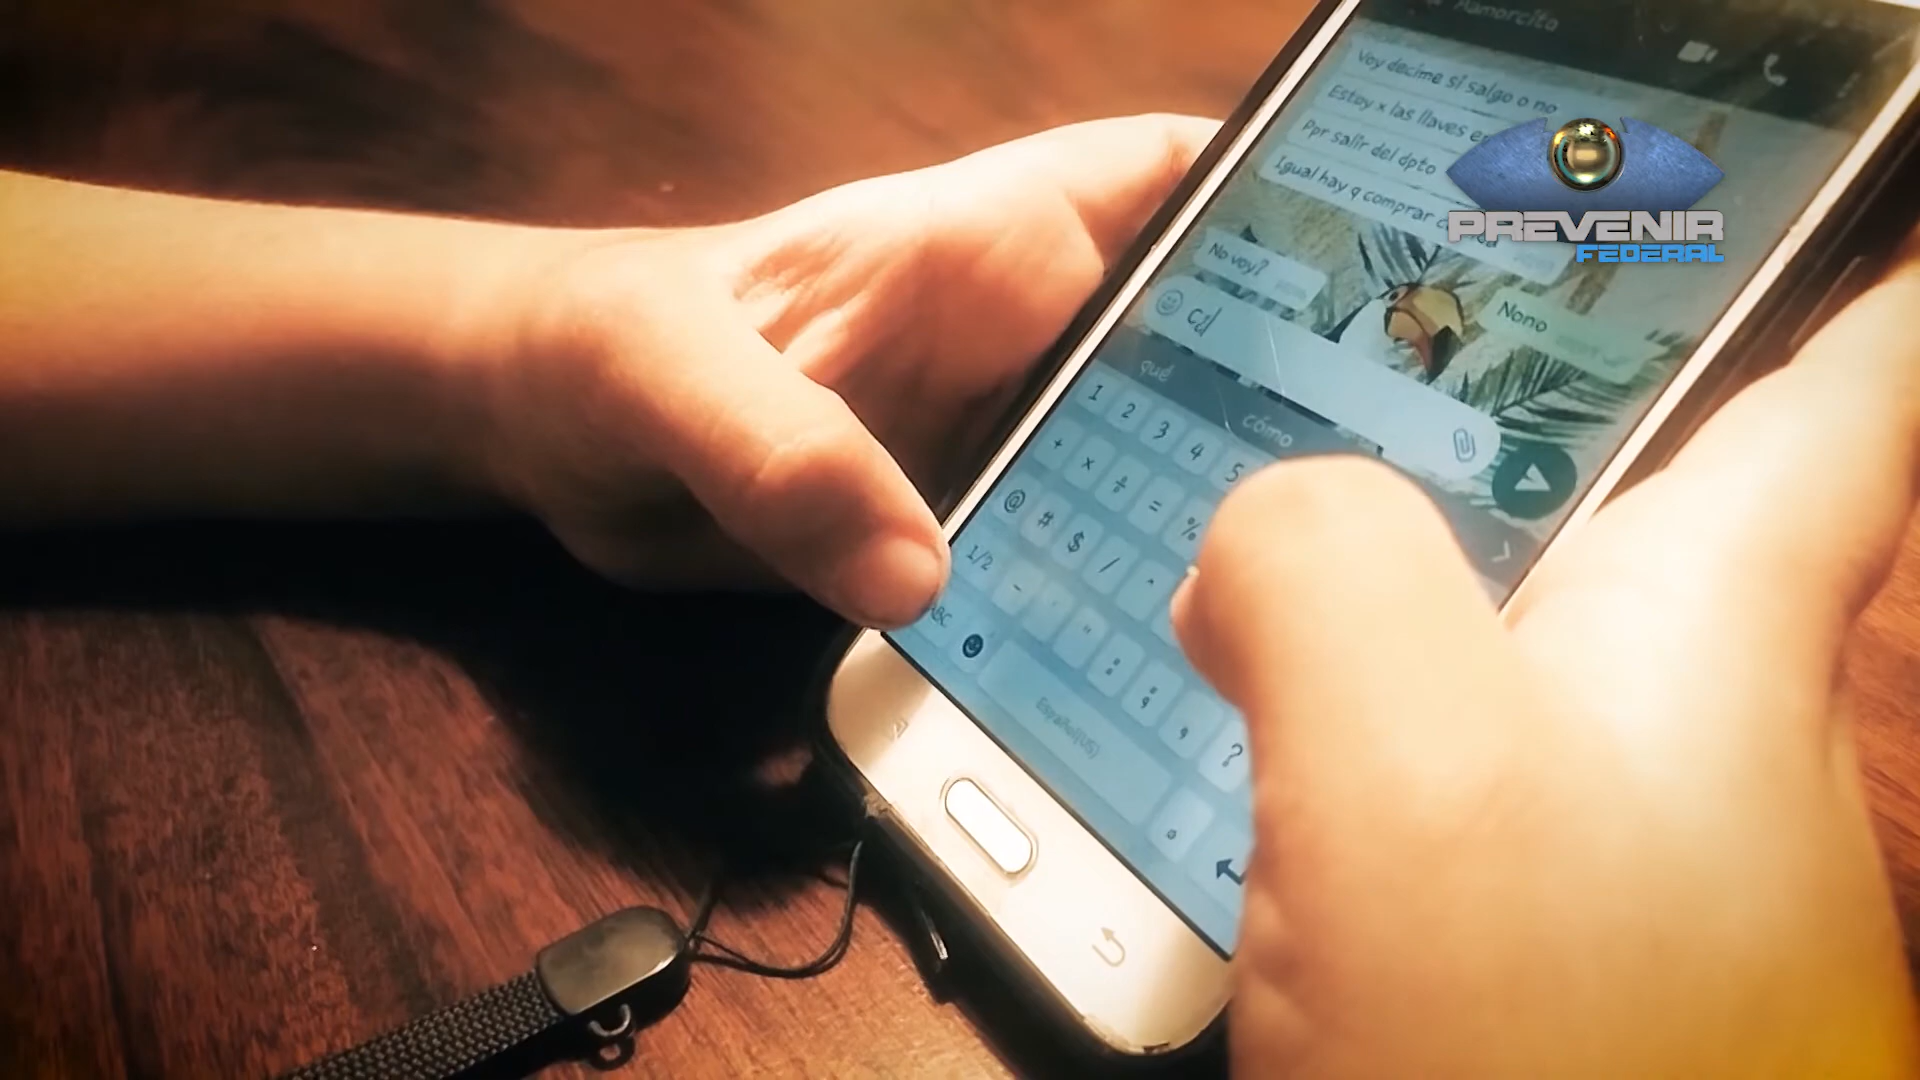 Amorcito
Voy decime si salgo o no
Estoy x las llaves
Ppr salir del dpto
Igual hay q comprar
No voy?
Nono
qué
cómo
1 2 3 4 5
+ × ÷ = %
@ # $ / ^
1/2 - ' " : ; , ?
ABC
Español(US)
.
PREVENIR
FEDERAL